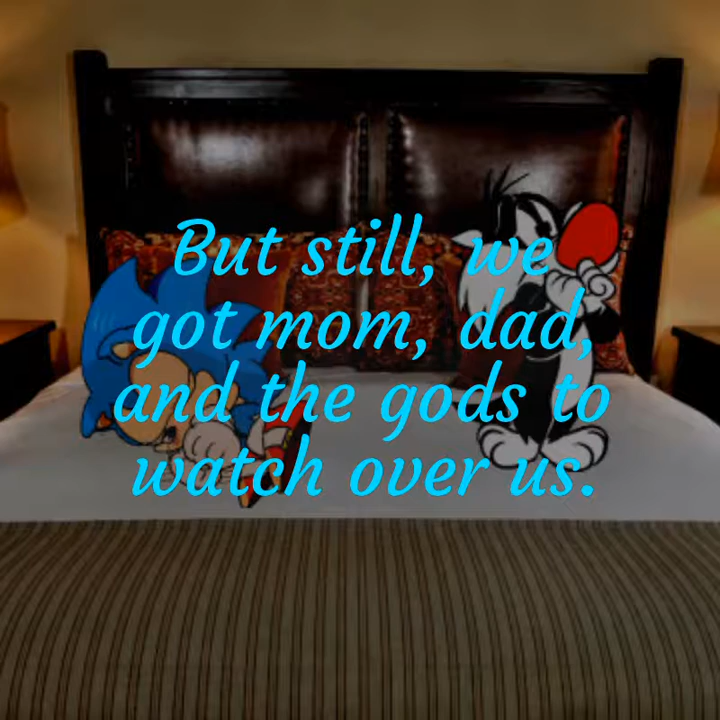 But still, we
got mom, dad,
and the gods to
watch over us.